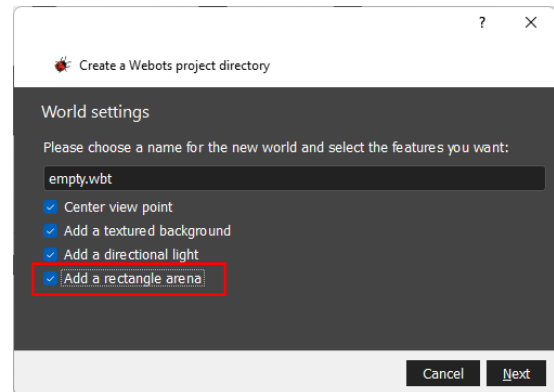 ?
Create a Webots project directory
World settings
Please choose a name for the new world and select the features you want:
empty.wbt
Center view point
Add a textured background
Add a directional light
Add a rectangle arena
Cancel Next